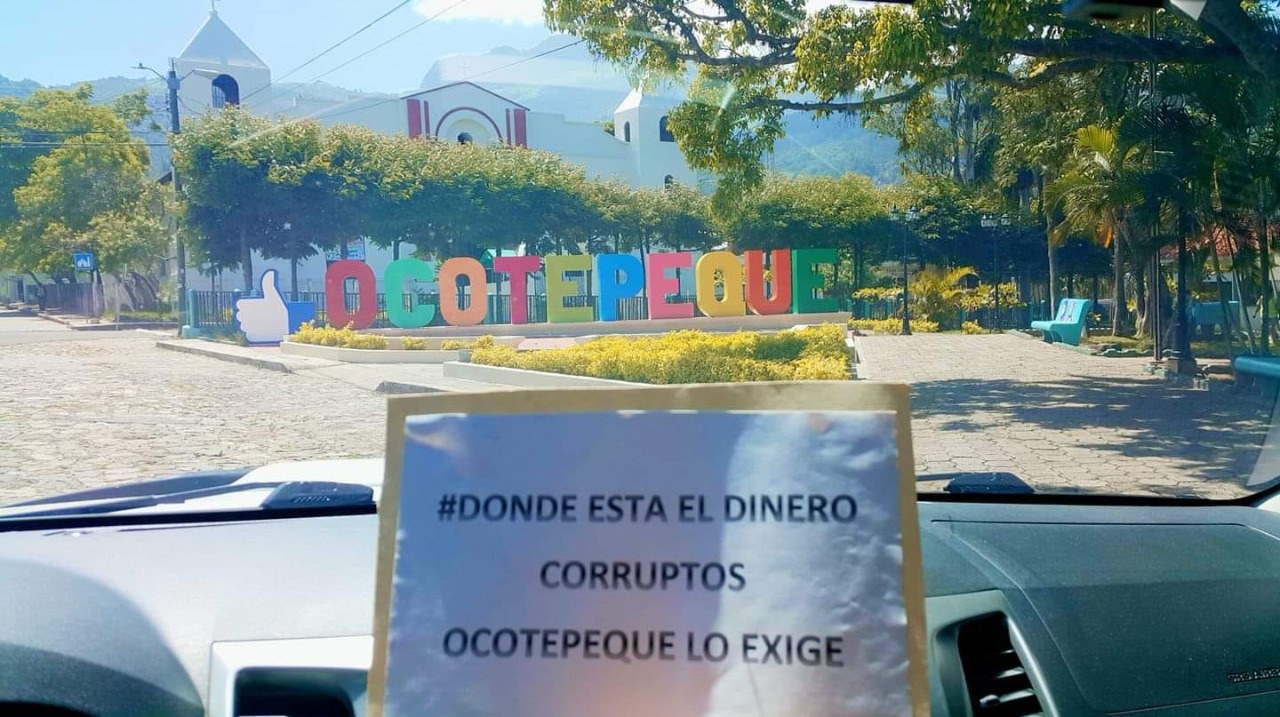 OCOTEPEQUE
#DONDE ESTA EL DINERO
CORRUPTOS
OCOTEPEQUE LO EXIGE